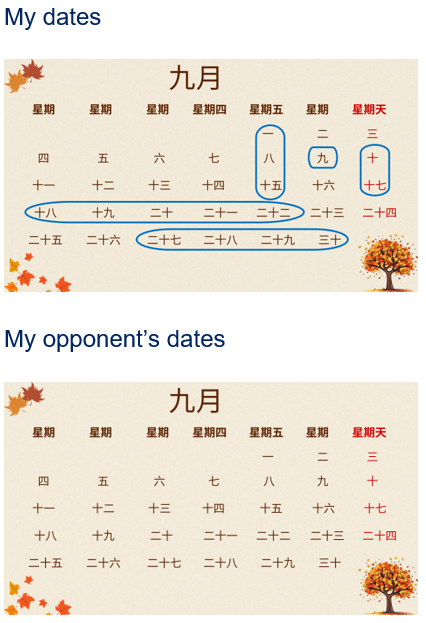 My dates
九月
星期 星期 星期 星期四 星期五 星期 星期天
一 二 三
四 五 六 七 八 九 十
十一 十二 十三 十四 十五 十六 十七
十八 十九 二十 二十一 二十二 二十三 二十四
二十五 二十六 二十七 二十八 二十九 三十
My opponent’s dates
九月
星期 星期 星期 星期四 星期五 星期 星期天
一 二 三
四 五 六 七 八 九 十
十一 十二 十三 十四 十五 十六 十七
十八 十九 二十 二十一 二十二 二十三 二十四
二十五 二十六 二十七 二十八 二十九 三十